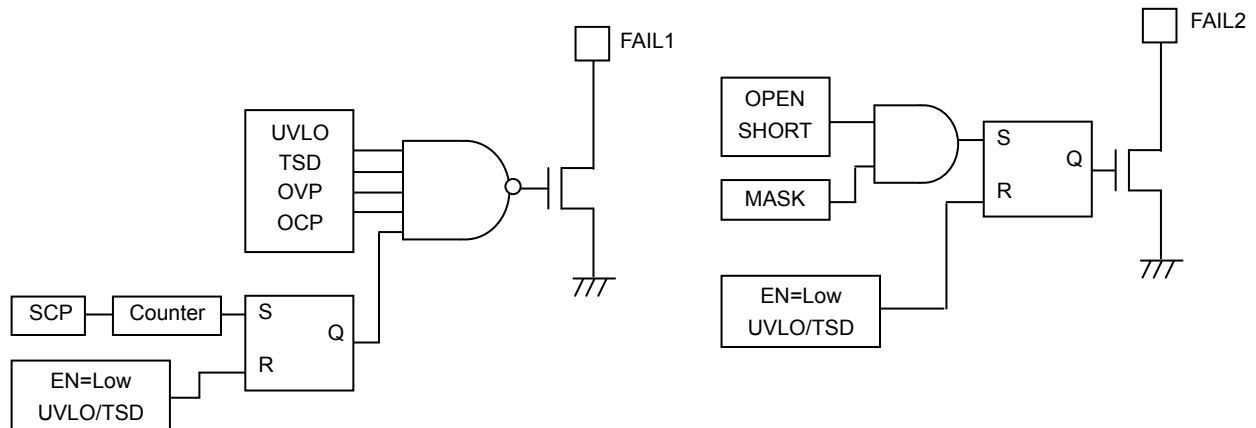 FAIL1
UVLO
TSD
OVP
OCP
SCP
Counter
S
Q
R
EN=Low
UVLO/TSD
FAIL2
OPEN
SHORT
MASK
S
Q
R
EN=Low
UVLO/TSD